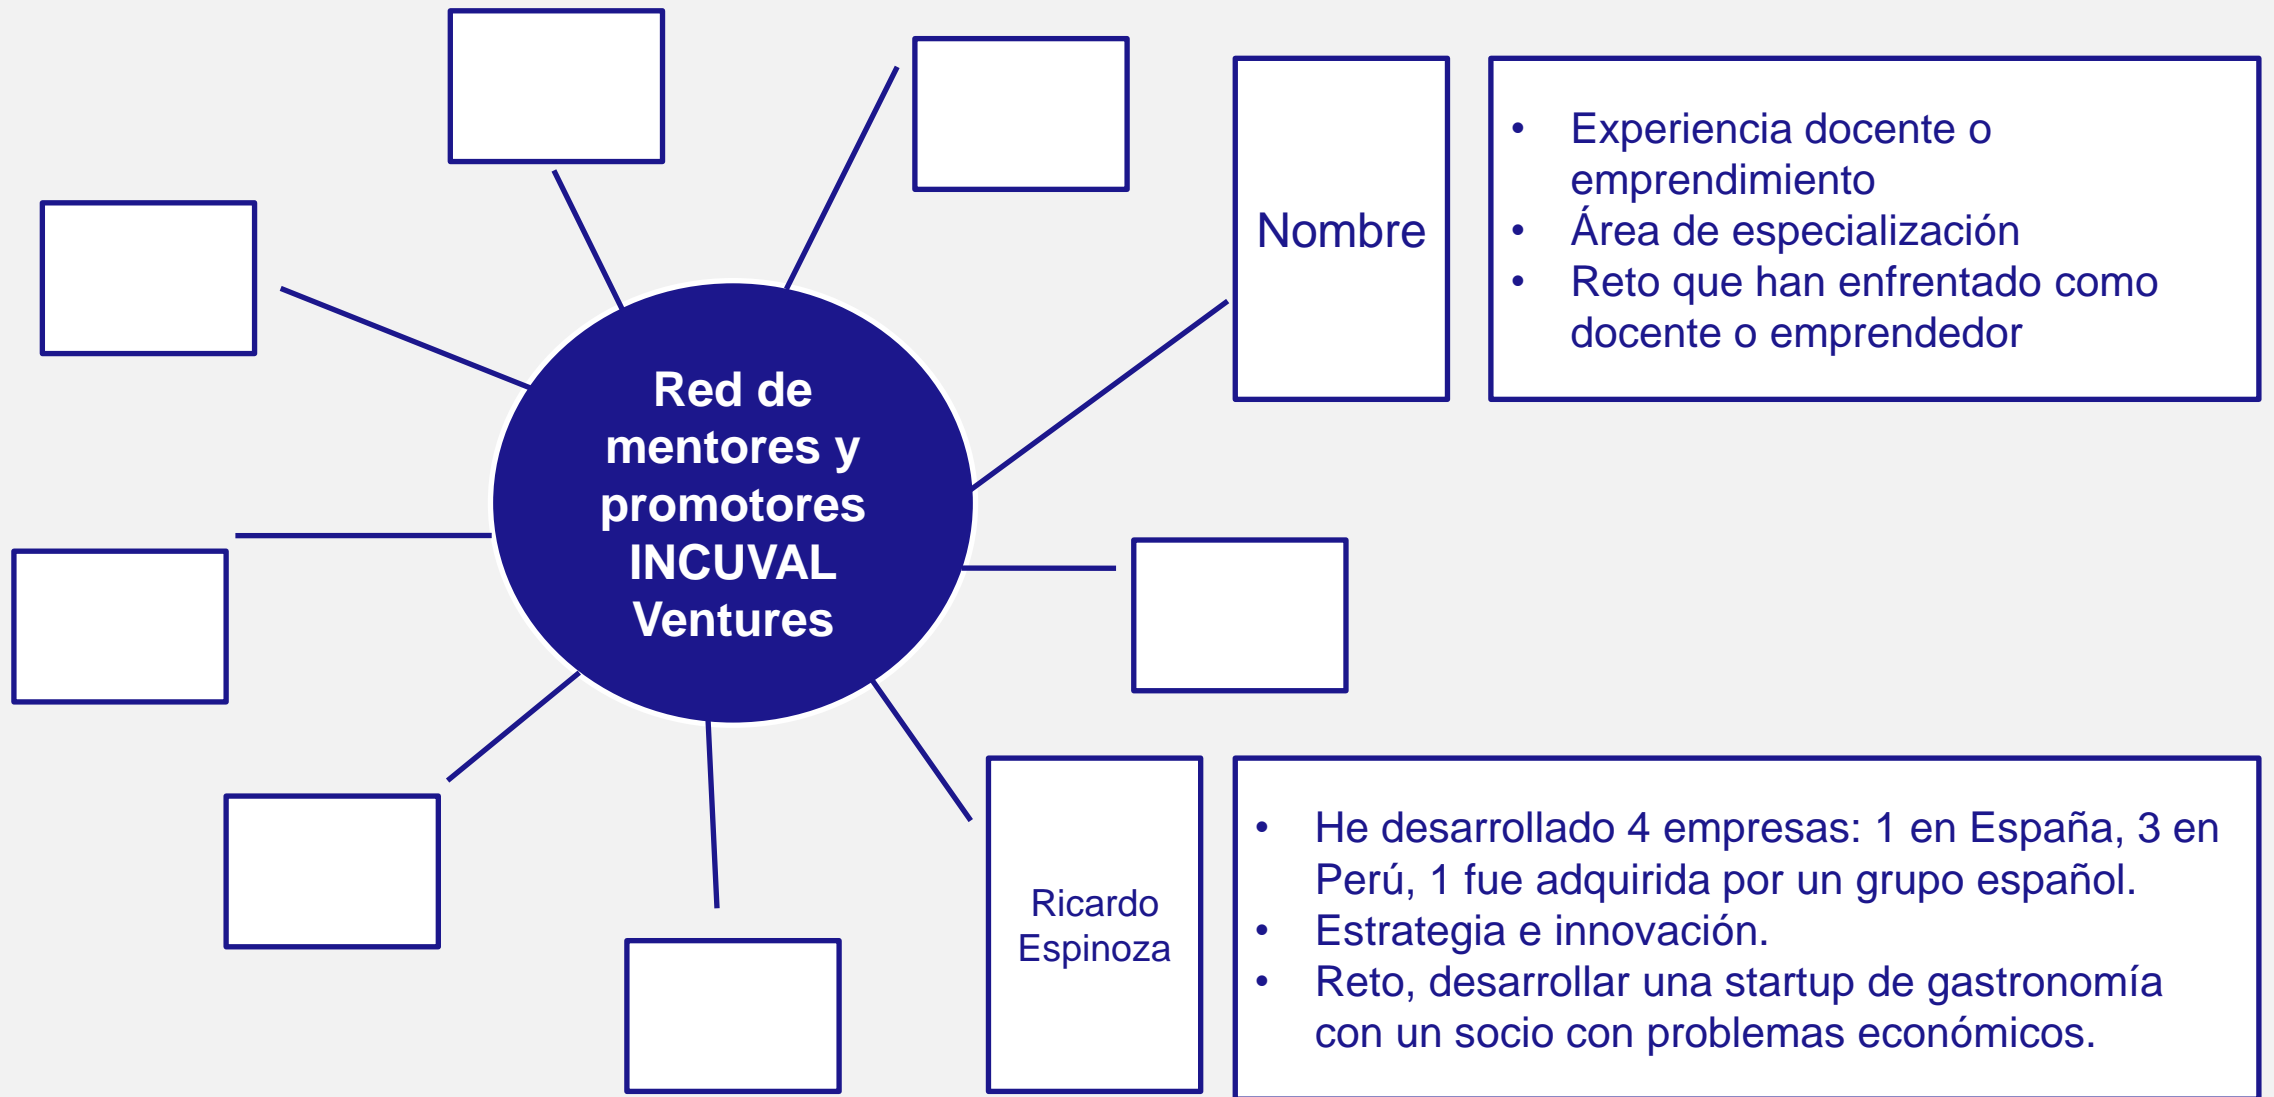 Nombre
• Experiencia docente o
emprendimiento
• Área de especialización
• Reto que han enfrentado como
docente o emprendedor
Red de
mentores y
promotores
INCUVAL
Ventures
Ricardo
Espinoza
• He desarrollado 4 empresas: 1 en España, 3 en
Perú, 1 fue adquirida por un grupo español.
• Estrategia e innovación.
• Reto, desarrollar una startup de gastronomía
con un socio con problemas económicos.